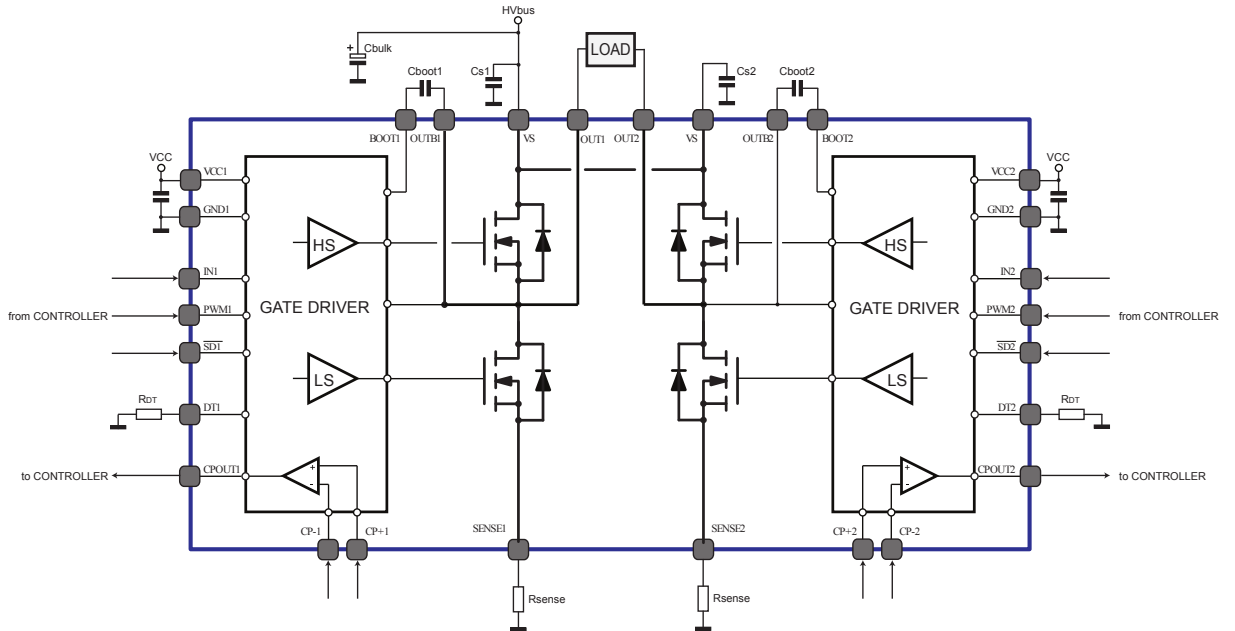 HVbus
+
Cbulk
LOAD
Cboot1
Cs1
Cs2
Cboot2
BOOT1
OUTB1
VS
OUT1
OUT2
VS
OUTB2
BOOT2
VCC
VCC1
VCC2
VCC
GND1
GND2
HS
HS
IN1
IN2
from CONTROLLER
PWM1
GATE DRIVER
GATE DRIVER
PWM2
from CONTROLLER
SD1
SD2
LS
LS
RDT
DT1
DT2
RDT
to CONTROLLER
CPOUT1
+
-
+
-
CPOUT2
to CONTROLLER
CP-1
CP+1
SENSE1
SENSE2
CP+2
CP-2
Rsense
Rsense